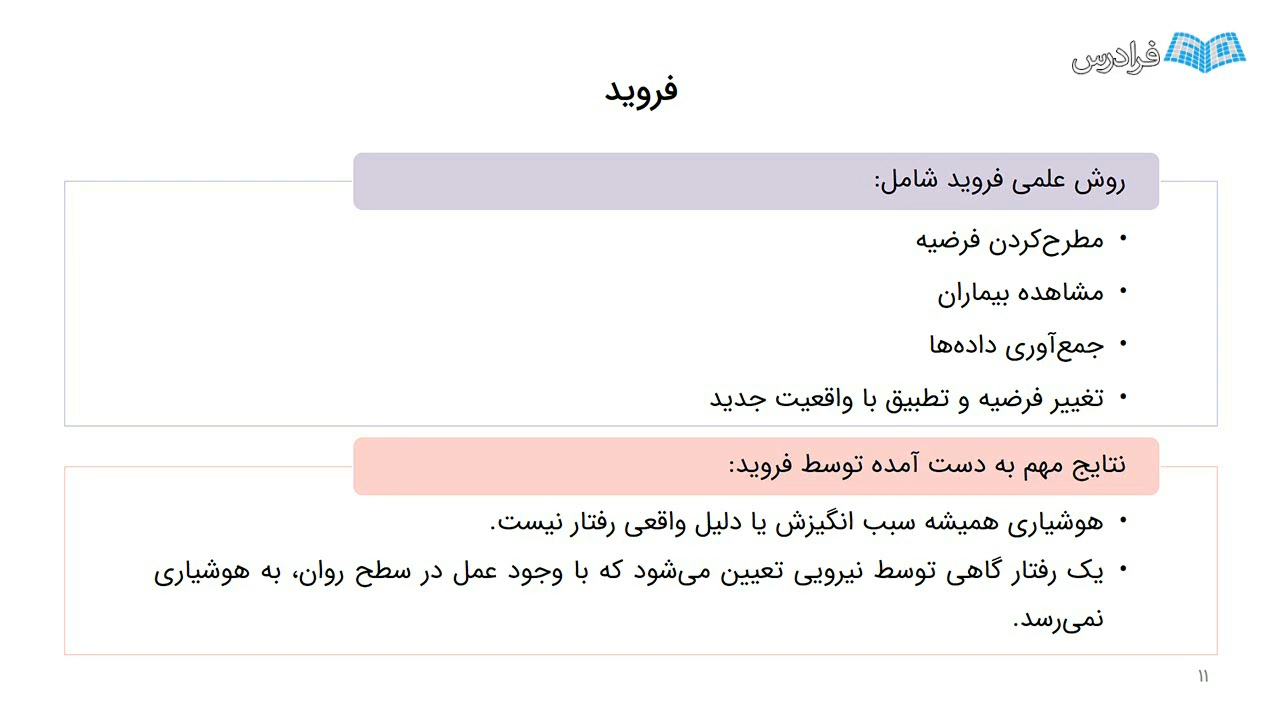 فرادرس
فروید
روش علمی فروید شامل:
• مطرح‌کردن فرضیه
• مشاهده بیماران
• جمع‌آوری داده‌ها
• تغییر فرضیه و تطبیق با واقعیت جدید
نتایج مهم به دست آمده توسط فروید:
• هوشیاری همیشه سبب انگیزش یا دلیل واقعی رفتار نیست.
• یک رفتار گاهی توسط نیرویی تعیین می‌شود که با وجود عمل در سطح روان، به هوشیاری
نمی‌رسد.
۱۱